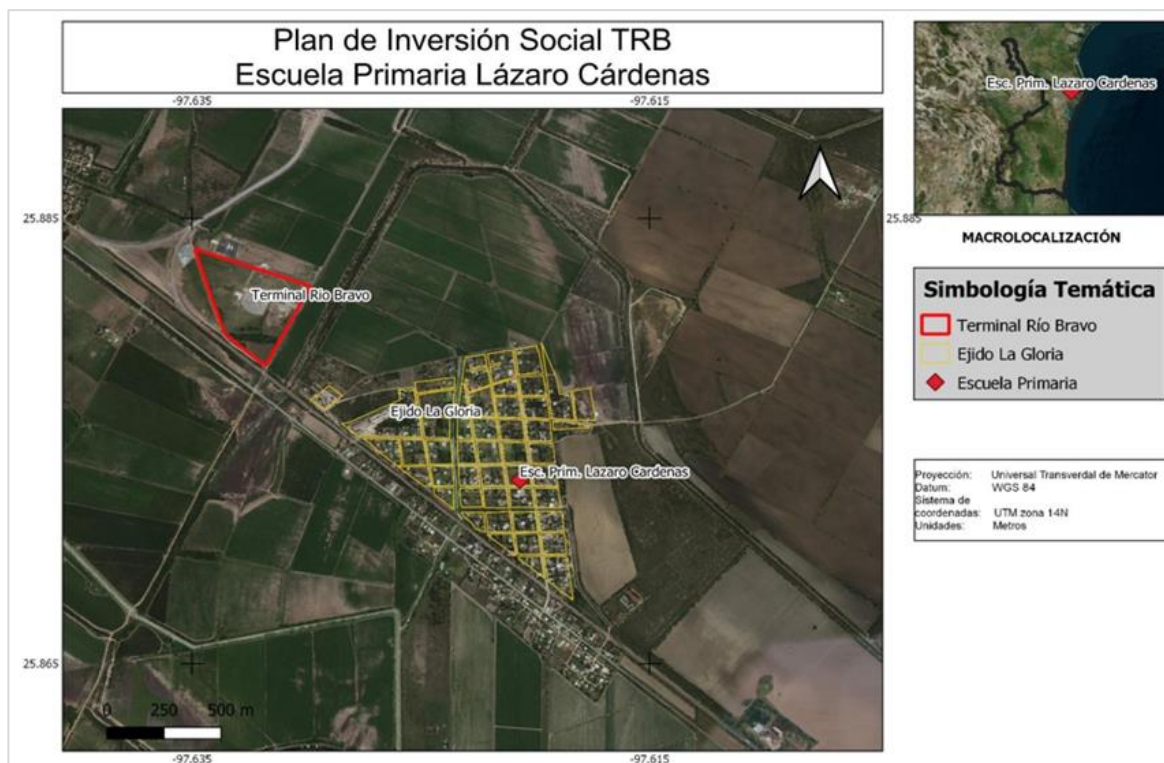 Plan de Inversión Social TRB
Escuela Primaria Lázaro Cárdenas
-97.635
-97.615
25.885
25.885
Terminal Río Bravo
Ejido La Gloria
Esc. Prim. Lazaro Cardenas
25.865
0 250 500 m
-97.635
-97.615
Esc. Prim. Lazaro Cardenas
MACROLOCALIZACIÓN
Simbología Temática
Terminal Río Bravo
Ejido La Gloria
Escuela Primaria
Proyección: Universal Transverdal de Mercator
Datum: WGS 84
Sistema de
coordenadas: UTM zona 14N
Unidades: Metros